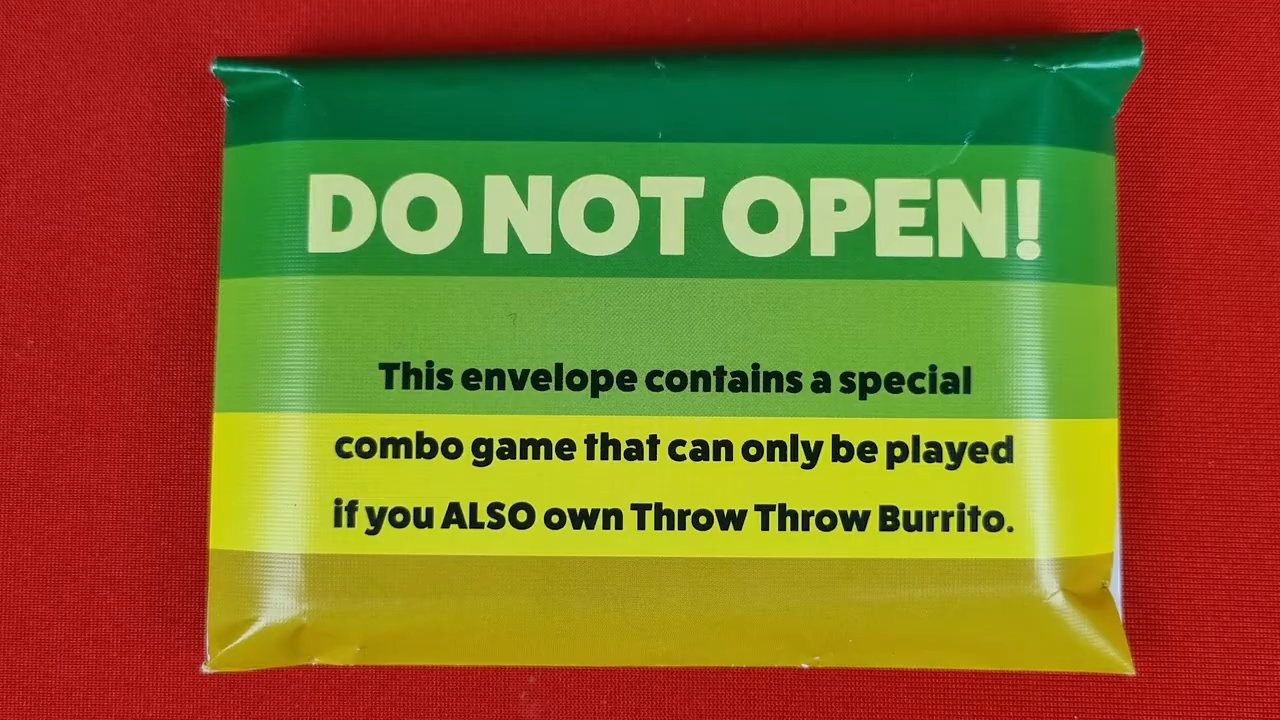 DO NOT OPEN!
This envelope contains a special
combo game that can only be played
if you ALSO own Throw Throw Burrito.